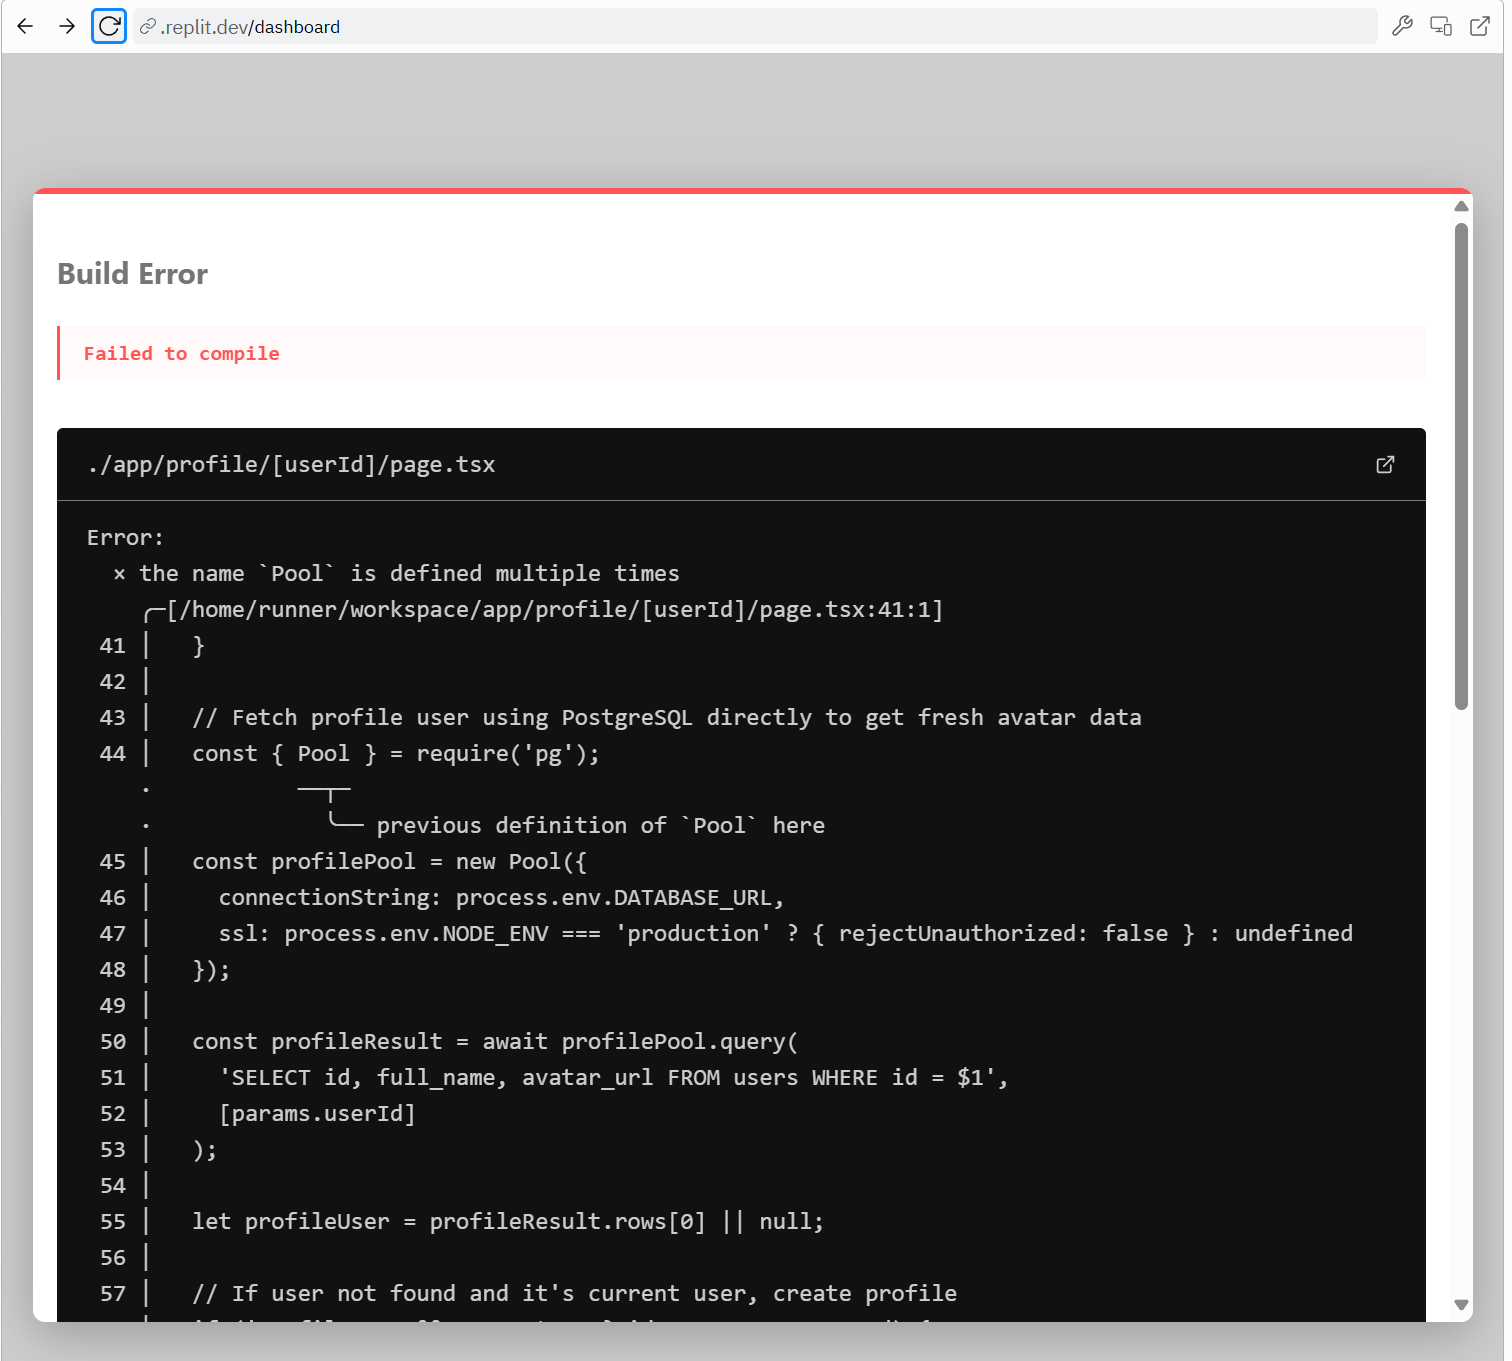 .replit.dev/dashboard
Build Error
Failed to compile
./app/profile/[userId]/page.tsx
Error:
× the name `Pool` is defined multiple times
╭─[/home/runner/workspace/app/profile/[userId]/page.tsx:41:1]
41 │   }
42 │
43 │   // Fetch profile user using PostgreSQL directly to get fresh avatar data
44 │   const { Pool } = require('pg');
·           ──┬─
·             ╰── previous definition of `Pool` here
45 │   const profilePool = new Pool({
46 │     connectionString: process.env.DATABASE_URL,
47 │     ssl: process.env.NODE_ENV === 'production' ? { rejectUnauthorized: false } : undefined
48 │   });
49 │
50 │   const profileResult = await profilePool.query(
51 │     'SELECT id, full_name, avatar_url FROM users WHERE id = $1',
52 │     [params.userId]
53 │   );
54 │
55 │   let profileUser = profileResult.rows[0] || null;
56 │
57 │   // If user not found and it's current user, create profile